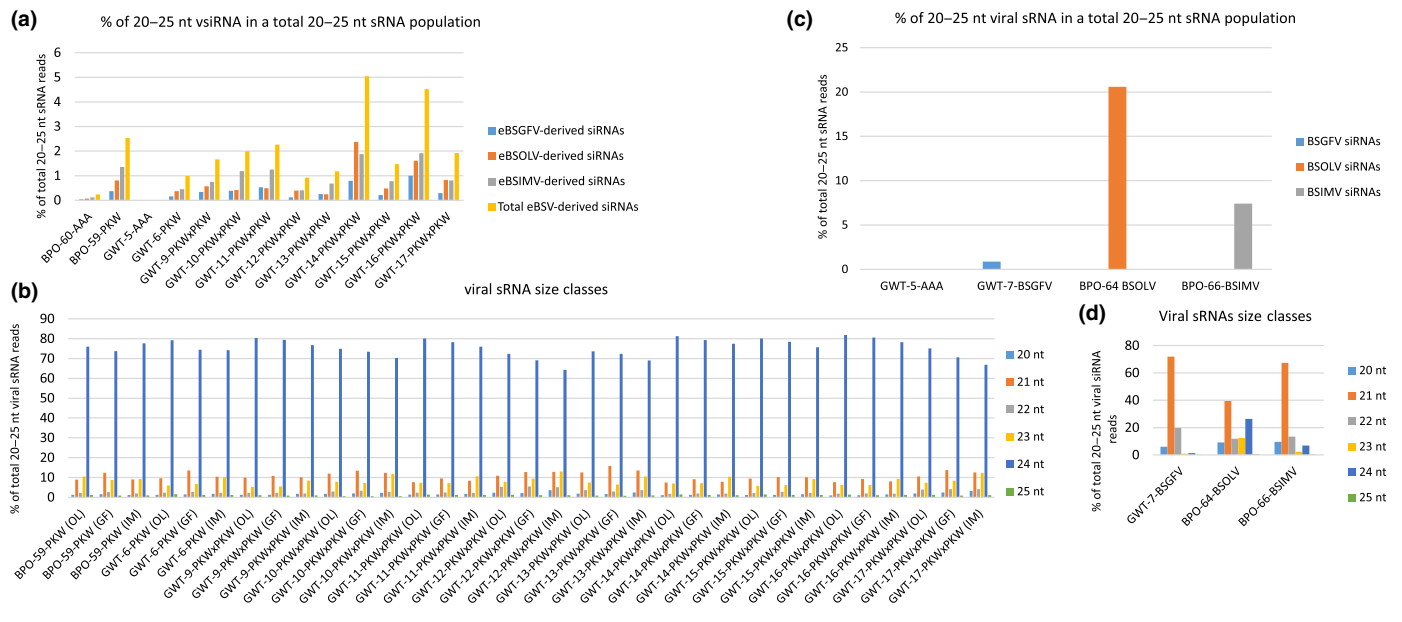 (a)
% of 20–25 nt vsiRNA in a total 20–25 nt sRNA population
% of total 20–25 nt sRNA reads
6
5
4
3
2
1
0
BPO-60-AAA
BPO-59-PKW
GWT-5-AAA
GWT-6-PKW
GWT-9-PKWxPKW
GWT-10-PKWxPKW
GWT-11-PKWxPKW
GWT-12-PKWxPKW
GWT-13-PKWxPKW
GWT-14-PKWxPKW
GWT-15-PKWxPKW
GWT-16-PKWxPKW
GWT-17-PKWxPKW
eBSGFV-derived siRNAs
eBSOLV-derived siRNAs
eBSIMV-derived siRNAs
Total eBSV-derived siRNAs
(b)
viral sRNA size classes
% of total 20–25 nt viral sRNA reads
90
80
70
60
50
40
30
20
10
0
BPO-59-PKW (OL)
BPO-59-PKW (GF)
BPO-59-PKW (IM)
GWT-6-PKW (OL)
GWT-6-PKW (GF)
GWT-6-PKW (IM)
GWT-9-PKWxPKW (OL)
GWT-9-PKWxPKW (GF)
GWT-9-PKWxPKW (IM)
GWT-10-PKWxPKW (OL)
GWT-10-PKWxPKW (GF)
GWT-10-PKWxPKW (IM)
GWT-11-PKWxPKW (OL)
GWT-11-PKWxPKW (GF)
GWT-11-PKWxPKW (IM)
GWT-12-PKWxPKW (OL)
GWT-12-PKWxPKW (GF)
GWT-12-PKWxPKW (IM)
GWT-13-PKWxPKW (OL)
GWT-13-PKWxPKW (GF)
GWT-13-PKWxPKW (IM)
GWT-14-PKWxPKW (OL)
GWT-14-PKWxPKW (GF)
GWT-14-PKWxPKW (IM)
GWT-15-PKWxPKW (OL)
GWT-15-PKWxPKW (GF)
GWT-15-PKWxPKW (IM)
GWT-16-PKWxPKW (OL)
GWT-16-PKWxPKW (GF)
GWT-16-PKWxPKW (IM)
GWT-17-PKWxPKW (OL)
GWT-17-PKWxPKW (GF)
GWT-17-PKWxPKW (IM)
20 nt
21 nt
22 nt
23 nt
24 nt
25 nt
(c)
% of 20–25 nt viral sRNA in a total 20–25 nt sRNA population
% of total 20–25 nt sRNA reads
25
20
15
10
5
0
GWT-5-AAA
GWT-7-BSGFV
BPO-64 BSOLV
BPO-66-BSIMV
BSGFV siRNAs
BSOLV siRNAs
BSIMV siRNAs
(d)
Viral sRNAs size classes
% of total 20–25 nt viral siRNA
reads
80
60
40
20
0
GWT-7-BSGFV
BPO-64-BSOLV
BPO-66-BSIMV
20 nt
21 nt
22 nt
23 nt
24 nt
25 nt